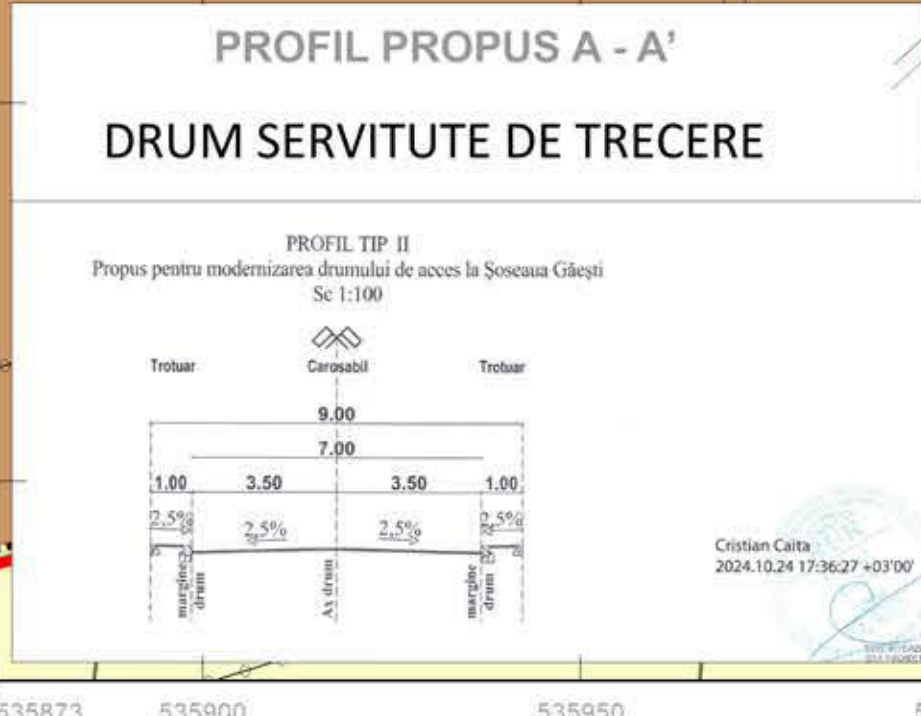 PROFIL PROPUS A - A'
DRUM SERVITUTE DE TRECERE
PROFIL TIP II
Propus pentru modernizarea drumului de acces la Șoseaua Găești
Sc 1:100
Trotuar Carosabil Trotuar
9.00
7.00
1.00 3.50 3.50 1.00
2,5% 2,5% 2,5% 2,5%
margine drum Ax drum margine drum
Cristian Caita
2024.10.24 17:36:27 +03'00'
535873 535900 535950